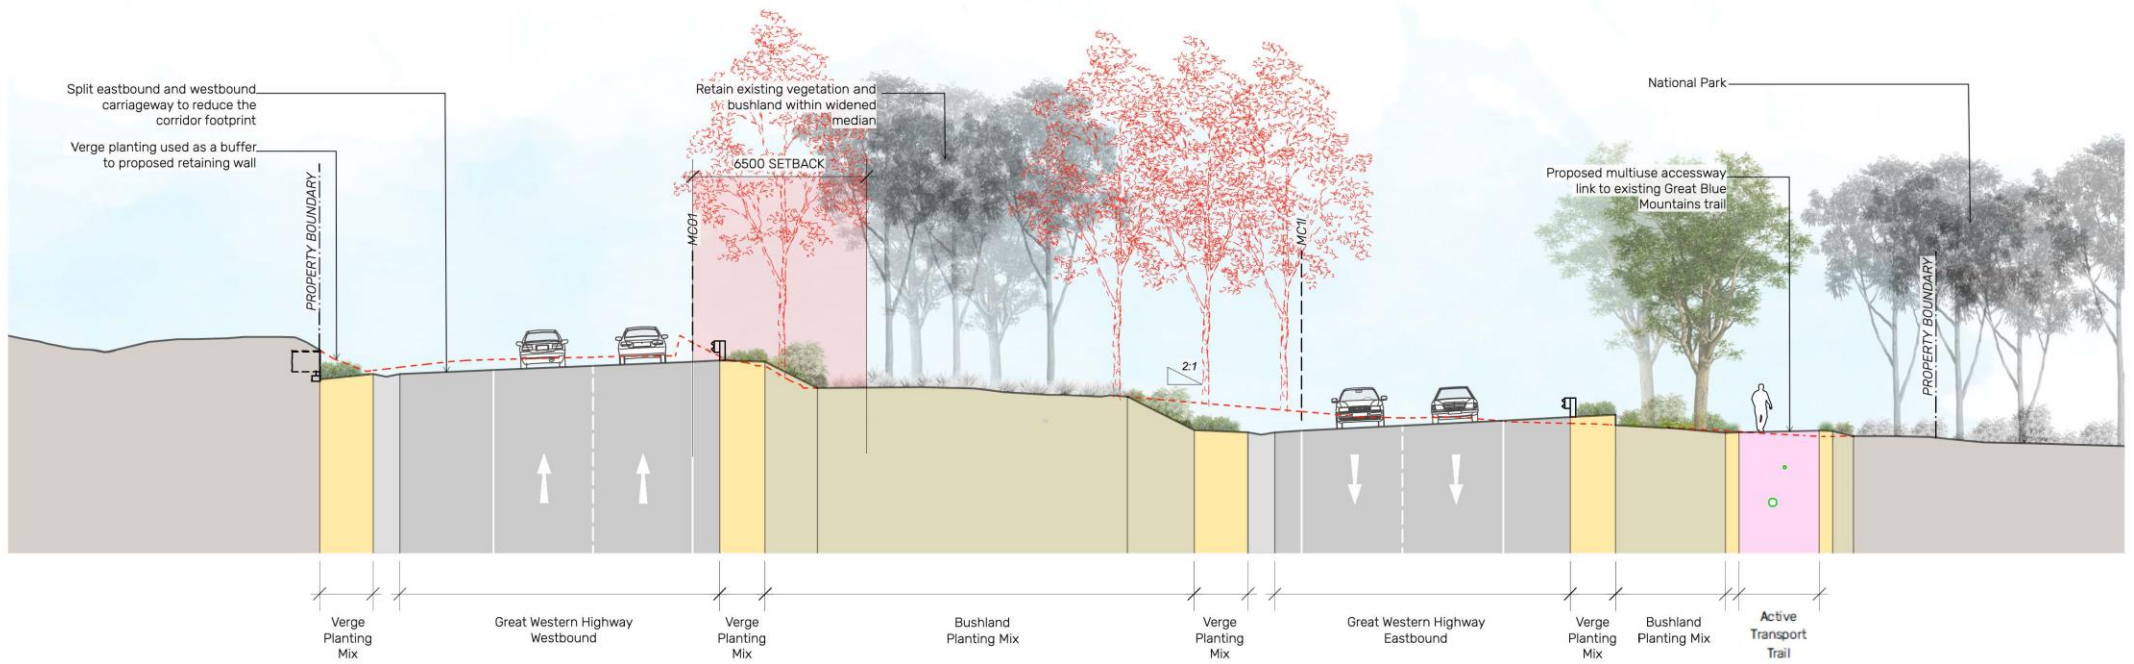 Split eastbound and westbound
carriageway to reduce the
corridor footprint
Verge planting used as a buffer
to proposed retaining wall
PROPERTY BOUNDARY
Retain existing vegetation and
bushland within widened
median
6500 SETBACK
MC01
2:1
MC1I
National Park
Proposed multiuse accessway
link to existing Great Blue
Mountains trail
PROPERTY BOUNDARY
Verge
Planting
Mix
Great Western Highway
Westbound
Verge
Planting
Mix
Bushland
Planting Mix
Verge
Planting
Mix
Great Western Highway
Eastbound
Verge
Planting
Mix
Bushland
Planting Mix
Active
Transport
Trail